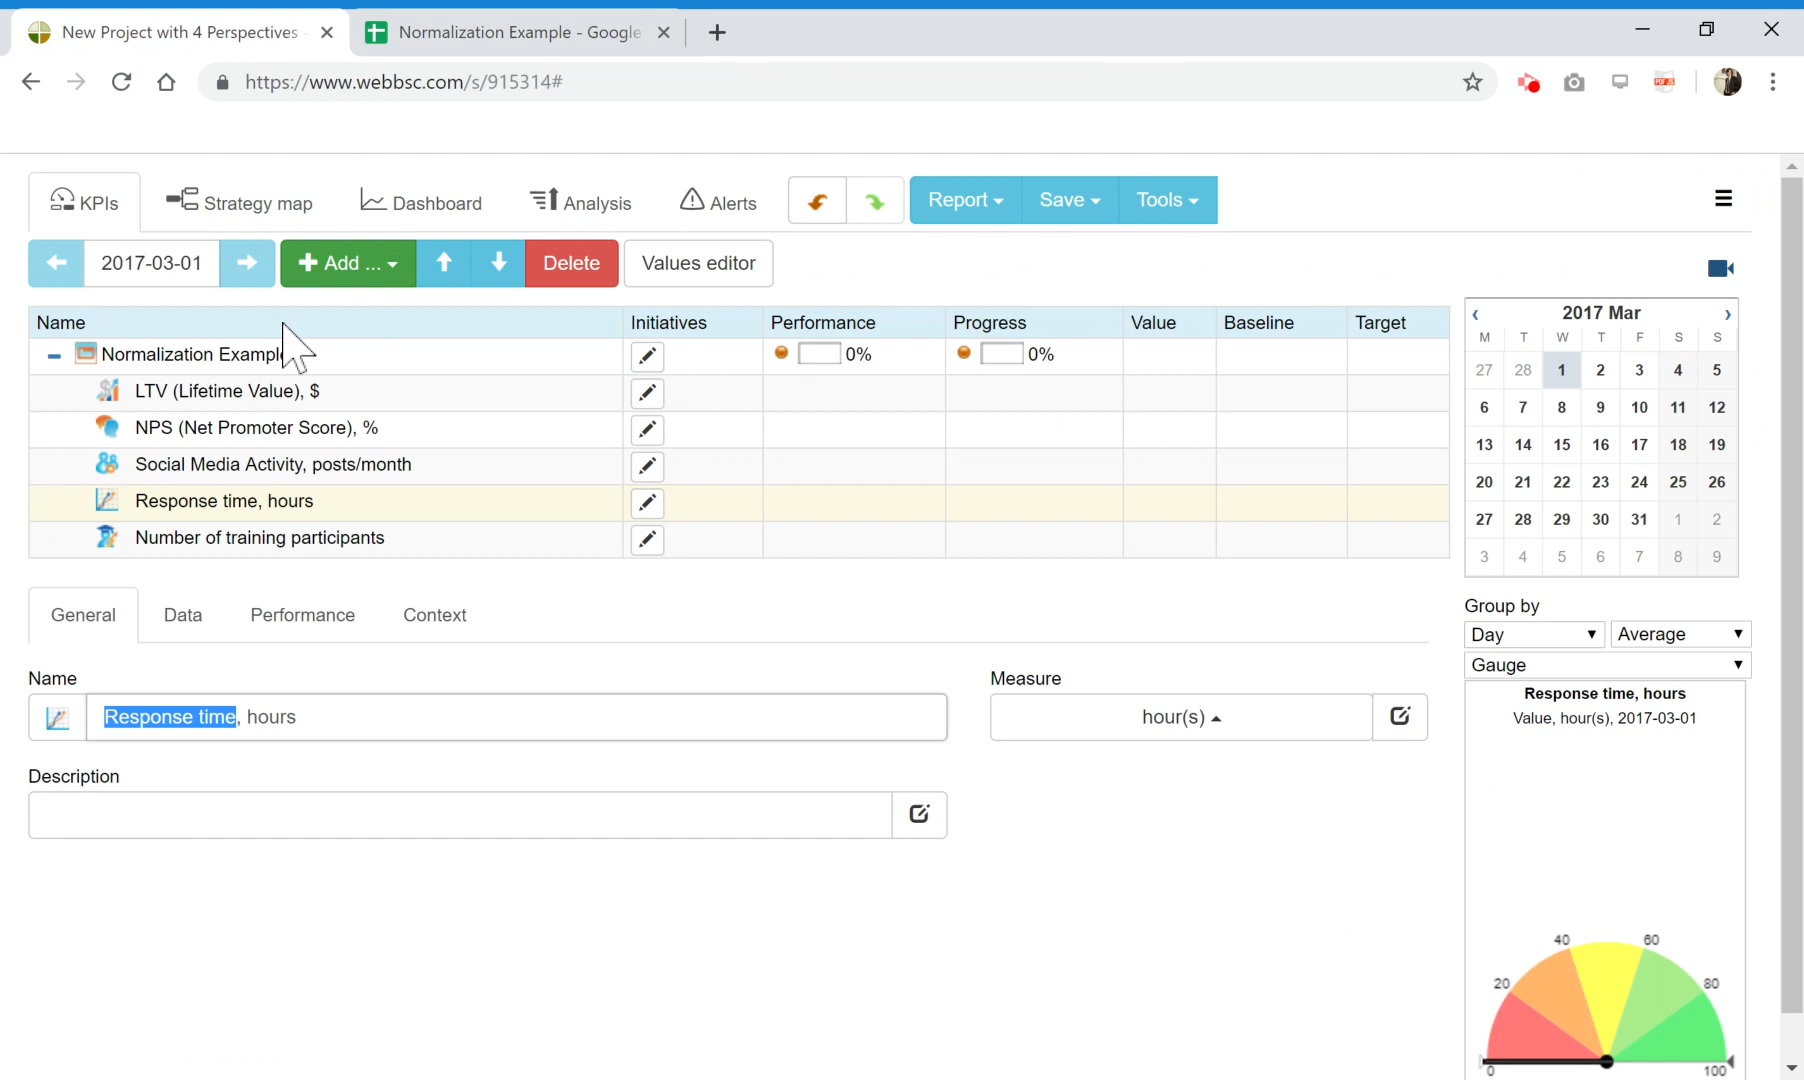 New Project with 4 Perspectives
Normalization Example - Google
https://www.webbsc.com/s/915314#
KPIs
Strategy map
Dashboard
Analysis
Alerts
Report
Save
Tools
2017-03-01
Add ...
Delete
Values editor
Name Initiatives Performance Progress Value Baseline Target
Normalization Exampl 0% 0%
LTV (Lifetime Value), $
NPS (Net Promoter Score), %
Social Media Activity, posts/month
Response time, hours
Number of training participants
2017 Mar
M T W T F S S
27 28 1 2 3 4 5
6 7 8 9 10 11 12
13 14 15 16 17 18 19
20 21 22 23 24 25 26
27 28 29 30 31 1 2
3 4 5 6 7 8 9
General Data Performance Context
Name
Response time, hours
Measure
hour(s)
Description
Group by
Day Average
Gauge
Response time, hours
Value, hour(s), 2017-03-01
40 60
20 80
0 100